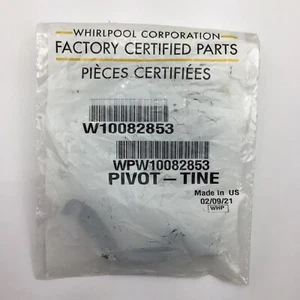 WHIRLPOOL CORPORATION
FACTORY CERTIFIED PARTS
PIÈCES CERTIFIÉES
W10082853
WPW10082853
PIVOT-TINE
Made in US
02/09/21
WHP